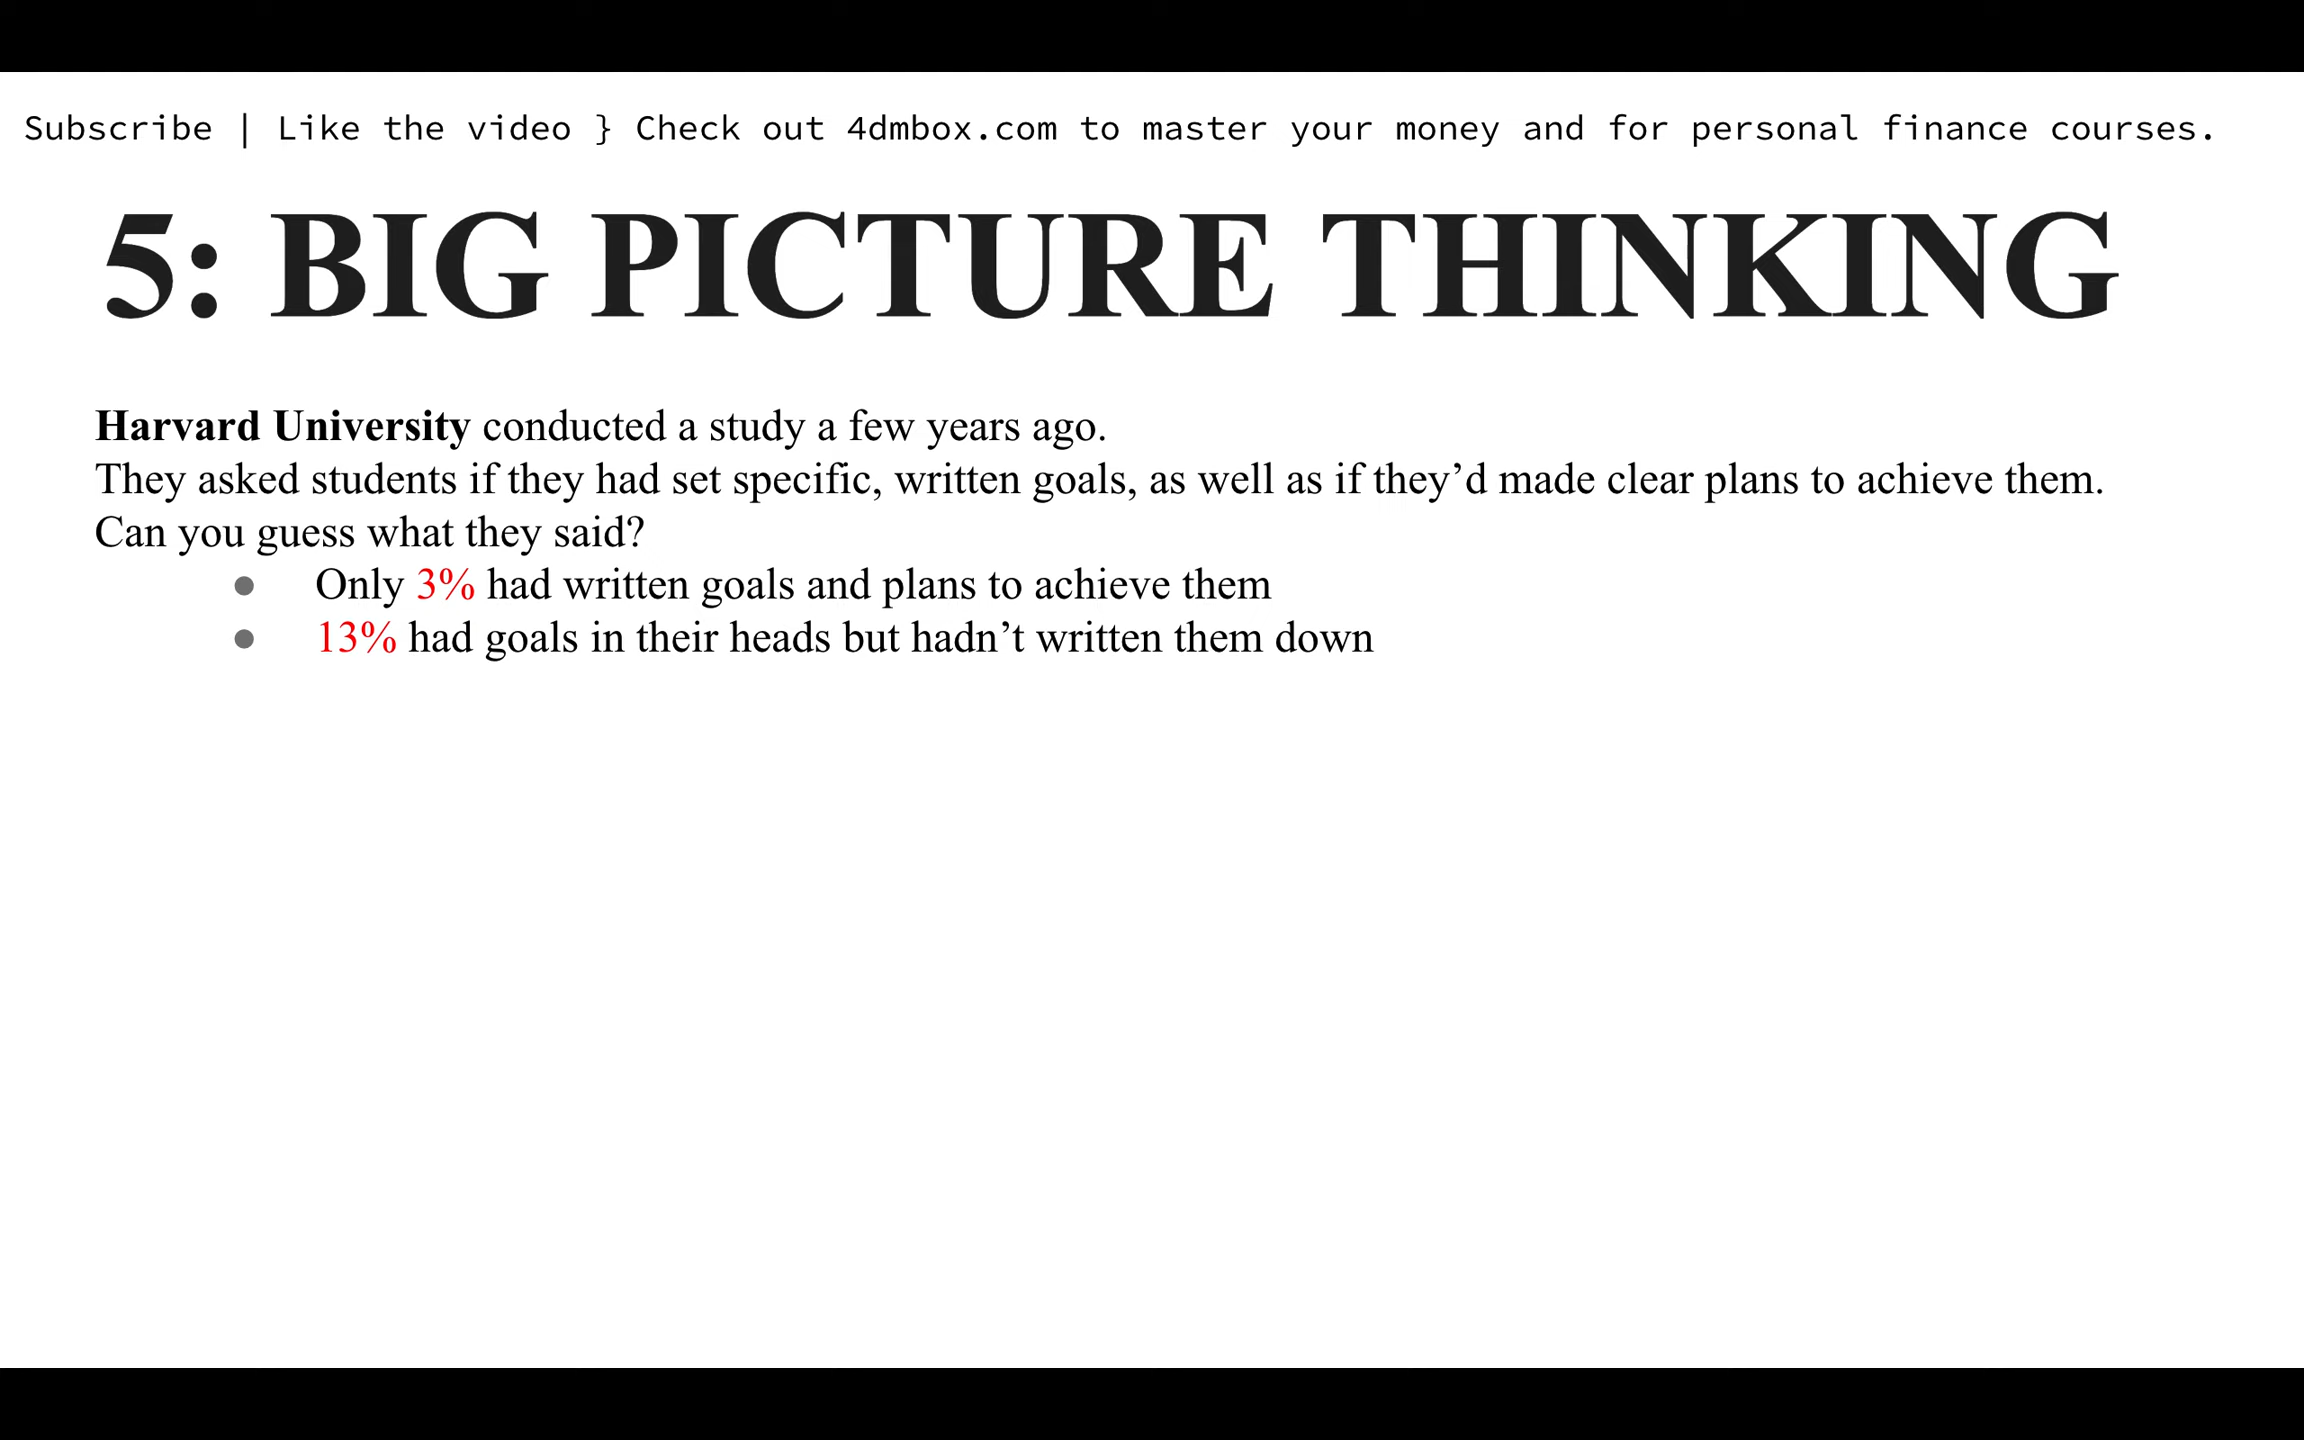 Subscribe | Like the video } Check out 4dmbox.com to master your money and for personal finance courses.
5: BIG PICTURE THINKING
Harvard University conducted a study a few years ago.
They asked students if they had set specific, written goals, as well as if they’d made clear plans to achieve them.
Can you guess what they said?
● Only 3% had written goals and plans to achieve them
● 13% had goals in their heads but hadn’t written them down